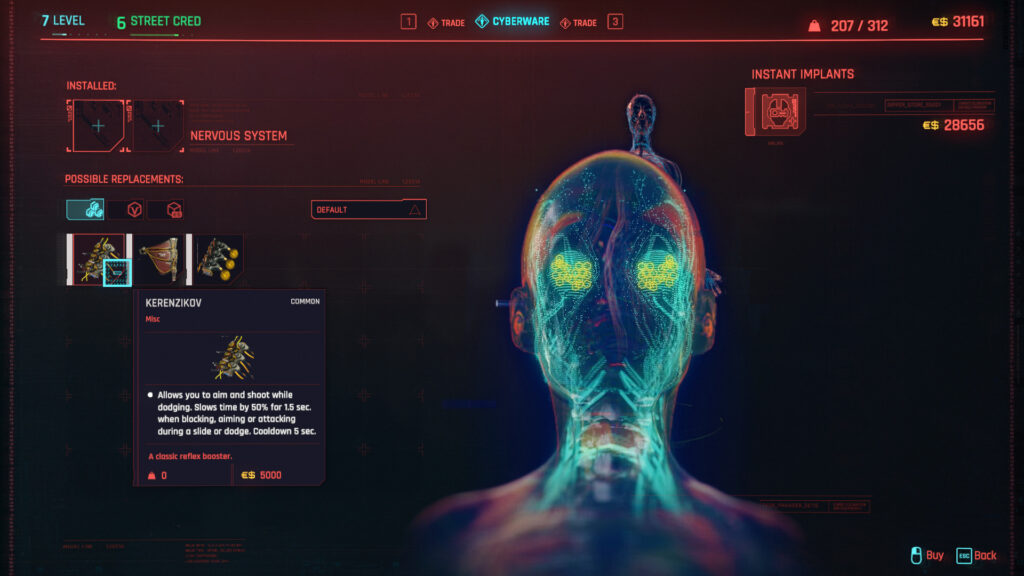 7 LEVEL
6 STREET CRED
1 TRADE CYBERWARE TRADE 3
207 / 312
€$ 31161
INSTALLED:
NERVOUS SYSTEM
POSSIBLE REPLACEMENTS:
DEFAULT
INSTANT IMPLANTS
€$ 28656
KERENZIKOV COMMON
Misc
Allows you to aim and shoot while
dodging. Slows time by 50% for 1.5 sec.
when blocking, aiming or attacking
during a slide or dodge. Cooldown 5 sec.
A classic reflex booster.
0 €$ 5000
Buy ESC Back